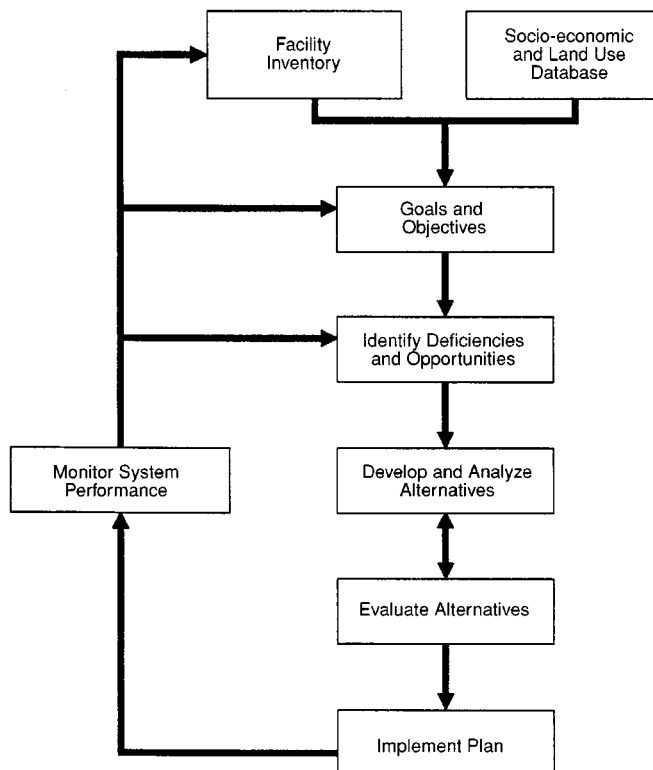 Facility
Inventory
Socio-economic
and Land Use
Database
Goals and
Objectives
Identify Deficiencies
and Opportunities
Monitor System
Performance
Develop and Analyze
Alternatives
Evaluate Alternatives
Implement Plan